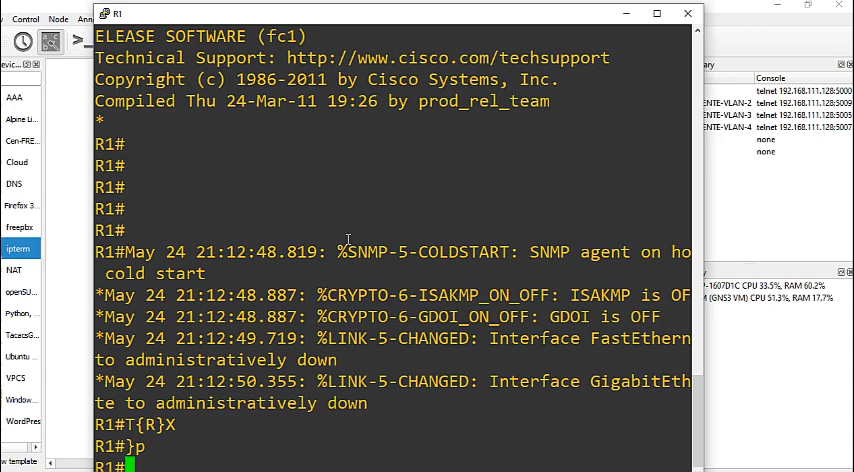 R1
Control Node Anno
ELEASE SOFTWARE (fc1)
Technical Support: http://www.cisco.com/techsupport
Copyright (c) 1986-2011 by Cisco Systems, Inc.
Compiled Thu 24-Mar-11 19:26 by prod_rel_team
*
R1#
R1#
R1#
R1#
R1#
R1#May 24 21:12:48.819: %SNMP-5-COLDSTART: SNMP agent on ho
cold start
*May 24 21:12:48.887: %CRYPTO-6-ISAKMP_ON_OFF: ISAKMP is OF
*May 24 21:12:48.887: %CRYPTO-6-GDOI_ON_OFF: GDOI is OFF
*May 24 21:12:49.719: %LINK-5-CHANGED: Interface FastEthern
to administratively down
*May 24 21:12:50.355: %LINK-5-CHANGED: Interface GigabitEth
te to administratively down
R1#T{R}X
R1#}p
R1#
evic...
AAA
Alpine Li...
Cen-FRE...
Cloud
DNS
freepbx
ipterm
NAT
openSU...
Python, ...
TacacsG...
Ubuntu ...
VPCS
Window...
WordPres
w template
ary
Console
telnet 192.168.111.128:5000
ENTE-VLAN-2 telnet 192.168.111.128:5009
ENTE-VLAN-3 telnet 192.168.111.128:5005
ENTE-VLAN-4 telnet 192.168.111.128:5007
none
none
y
P-1607D1C CPU 33.5%, RAM 60.2%
(GNS3 VM) CPU 51.3%, RAM 17.7%